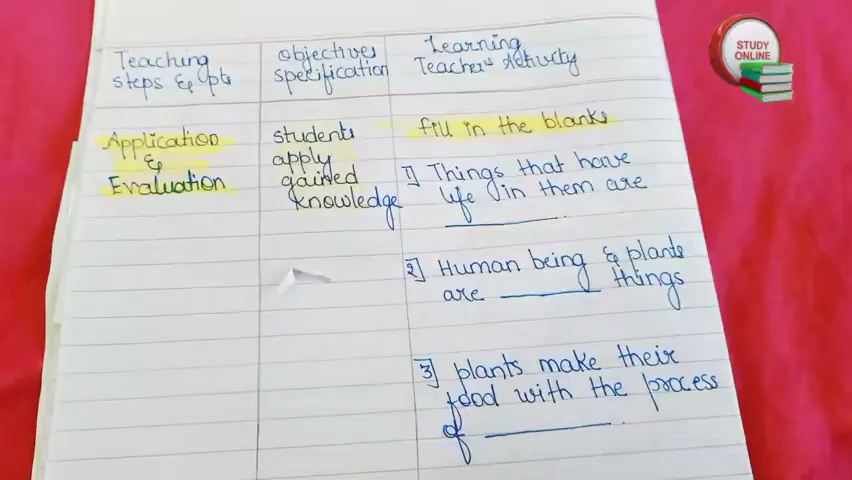 Teaching
steps & pts
objectives
specification
Learning
Teacher's Activity
Application
&
Evaluation
students
apply
gained
knowledge
fill in the blanks
1] Things that have
life in them are
2] Human being & plants
are ________ things
3] plants make their
food with the process
of ________
STUDY
ONLINE